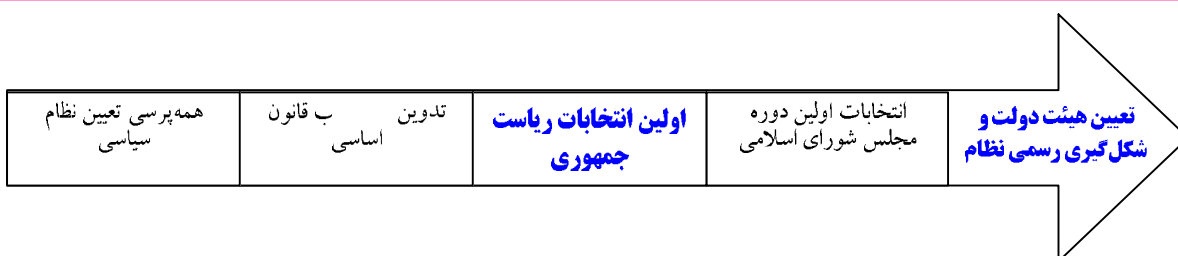 همه‌پرسی تعیین نظام
سیاسی
تدوین ب قانون
اساسی
اولین انتخابات ریاست
جمهوری
انتخابات اولین دوره
مجلس شورای اسلامی
تعیین هیئت دولت و
شکل‌گیری رسمی نظام